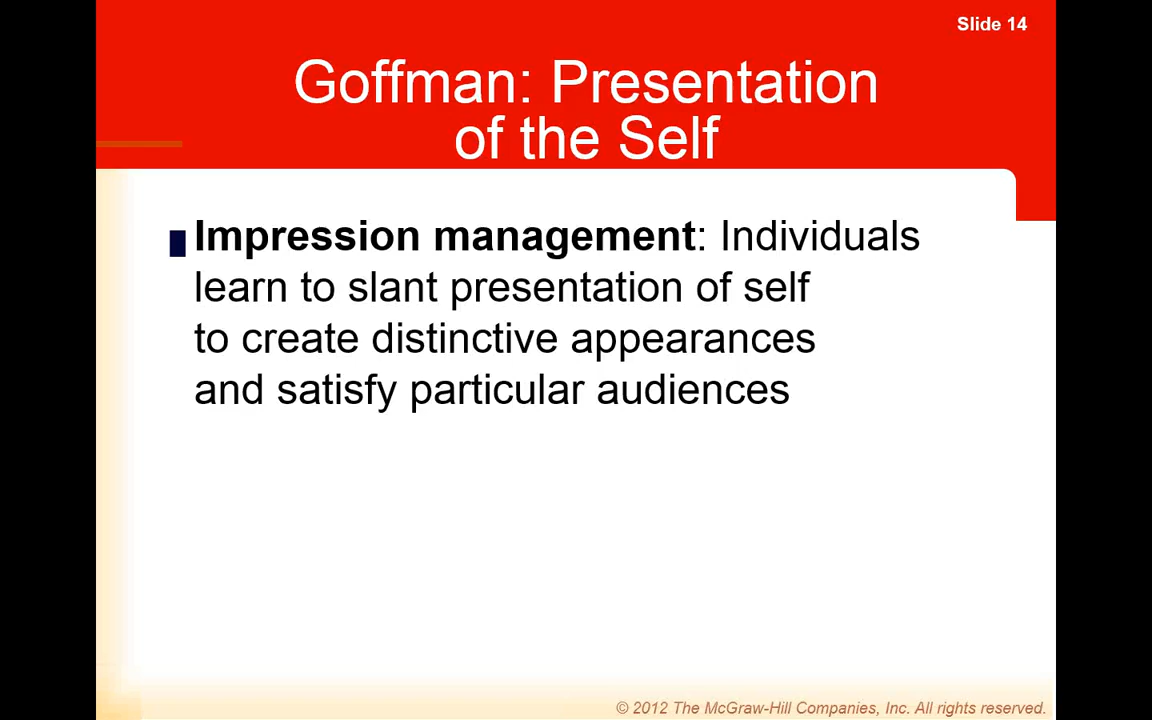 Slide 14
Goffman: Presentation
of the Self
Impression management: Individuals
learn to slant presentation of self
to create distinctive appearances
and satisfy particular audiences
© 2012 The McGraw-Hill Companies, Inc. All rights reserved.